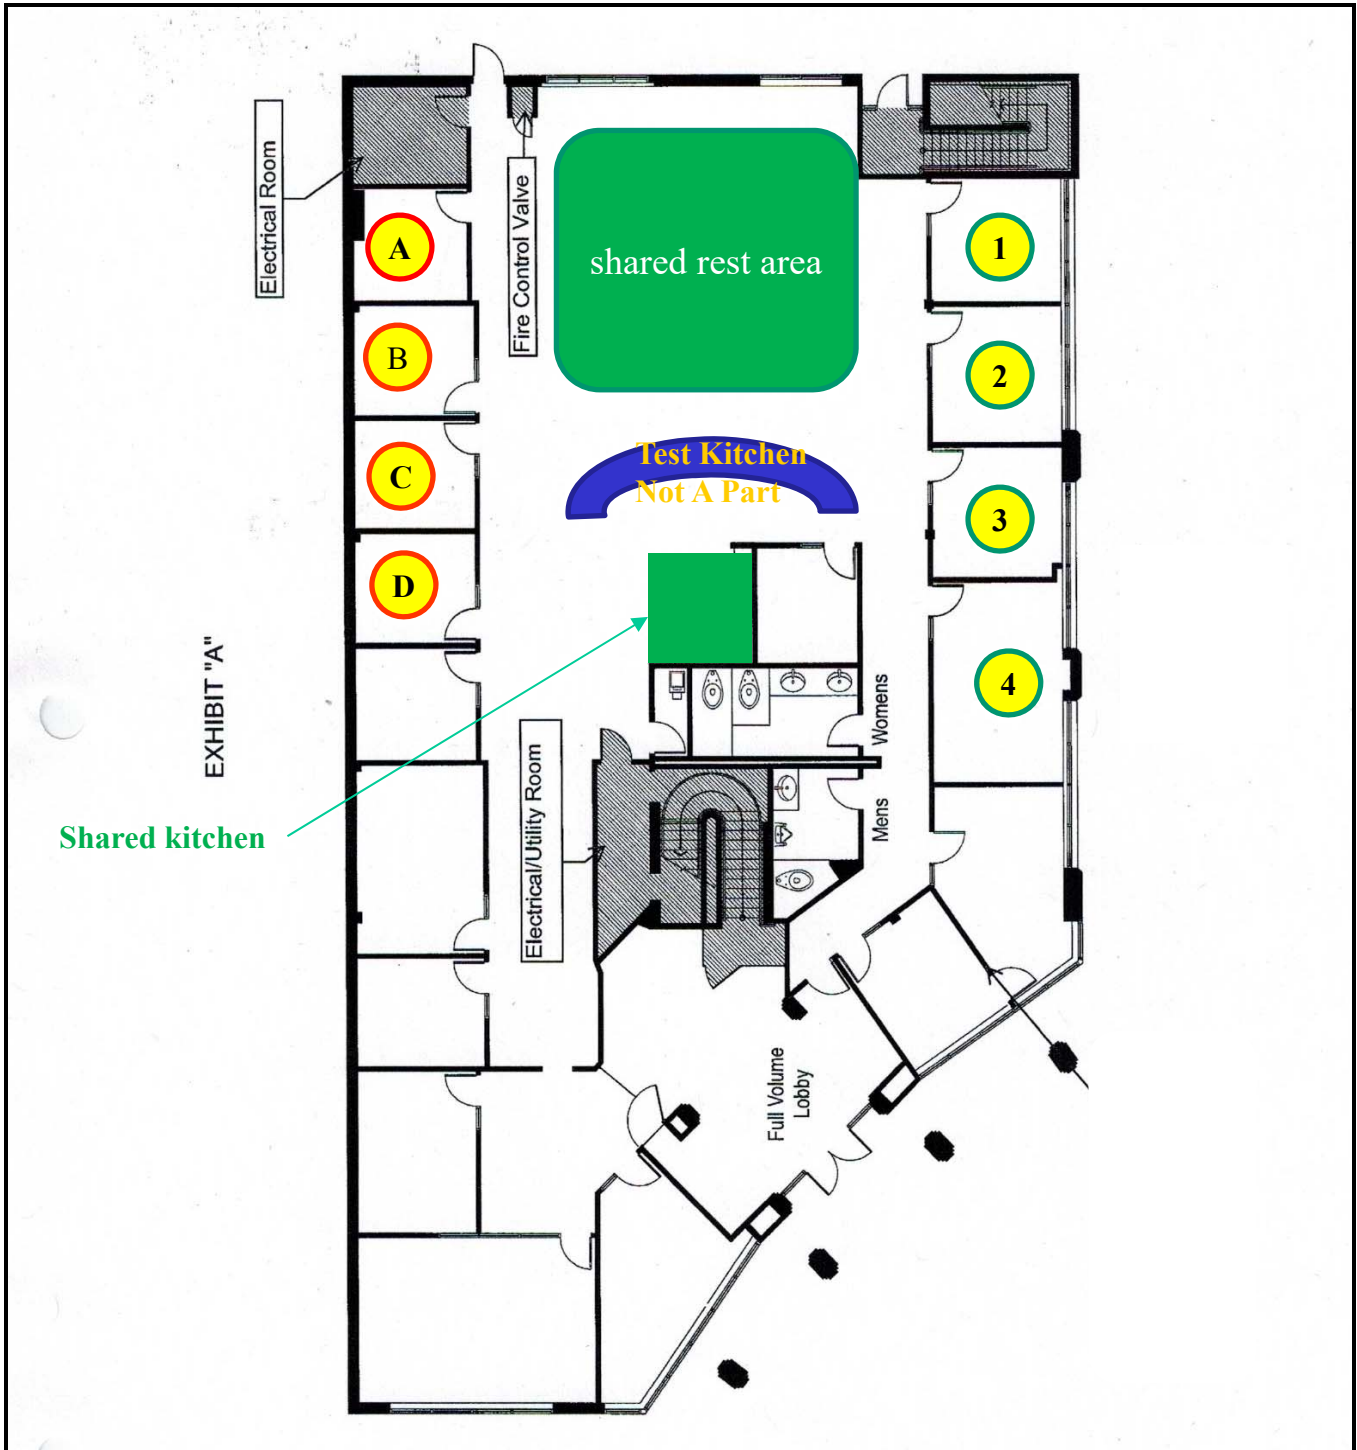 Electrical Room
Fire Control Valve
A
shared rest area
1
B
2
Test Kitchen
Not A Part
C
3
D
4
EXHIBIT "A"
Womens
Shared kitchen
Electrical/Utility Room
Mens
Full Volume
Lobby